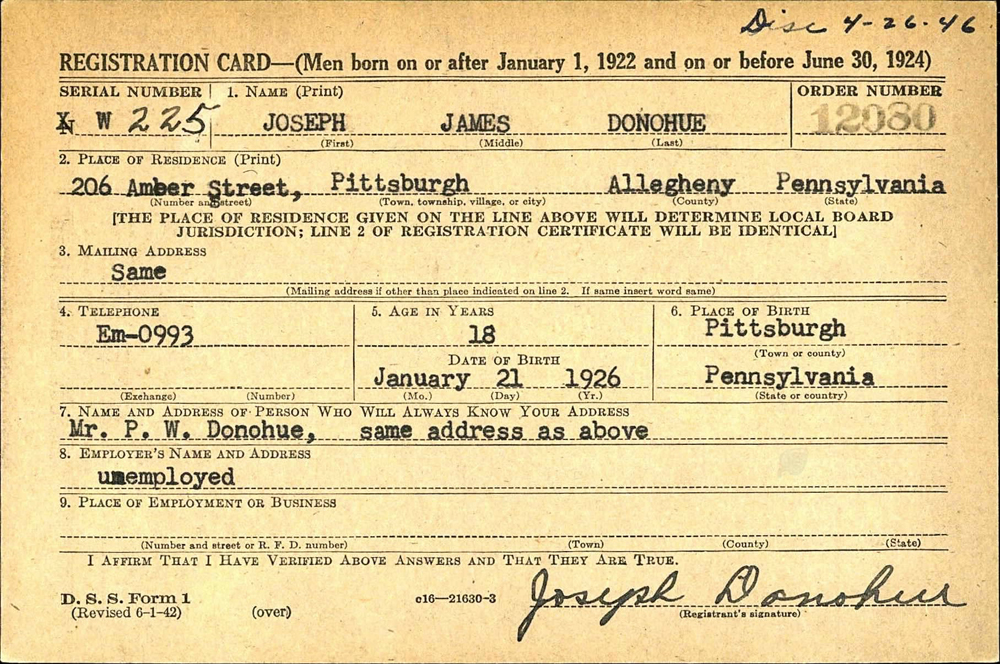 Disc 4-26-46
REGISTRATION CARD—(Men born on or after January 1, 1922 and on or before June 30, 1924)
SERIAL NUMBER 1. NAME (Print) ORDER NUMBER
W 225 JOSEPH JAMES DONOHUE 12080
(First) (Middle) (Last)
2. PLACE OF RESIDENCE (Print)
206 Amber Street, Pittsburgh Allegheny Pennsylvania
(Number and street) (Town, township, village, or city) (County) (State)
[THE PLACE OF RESIDENCE GIVEN ON THE LINE ABOVE WILL DETERMINE LOCAL BOARD
JURISDICTION; LINE 2 OF REGISTRATION CERTIFICATE WILL BE IDENTICAL]
3. MAILING ADDRESS
Same
(Mailing address if other than place indicated on line 2. If same insert word same)
4. TELEPHONE 5. AGE IN YEARS 6. PLACE OF BIRTH
Em-0993 18 Pittsburgh
DATE OF BIRTH (Town or county)
January 21 1926 Pennsylvania
(Exchange) (Number) (Mo.) (Day) (Yr.) (State or country)
7. NAME AND ADDRESS OF PERSON WHO WILL ALWAYS KNOW YOUR ADDRESS
Mr. P. W. Donohue, same address as above
8. EMPLOYER'S NAME AND ADDRESS
unemployed
9. PLACE OF EMPLOYMENT OR BUSINESS
(Number and street or R. F. D. number) (Town) (County) (State)
I AFFIRM THAT I HAVE VERIFIED ABOVE ANSWERS AND THAT THEY ARE TRUE.
D. S. S. Form 1
(Revised 6-1-42) (over) c16—21630-3 Joseph Donohue
(Registrant's signature)